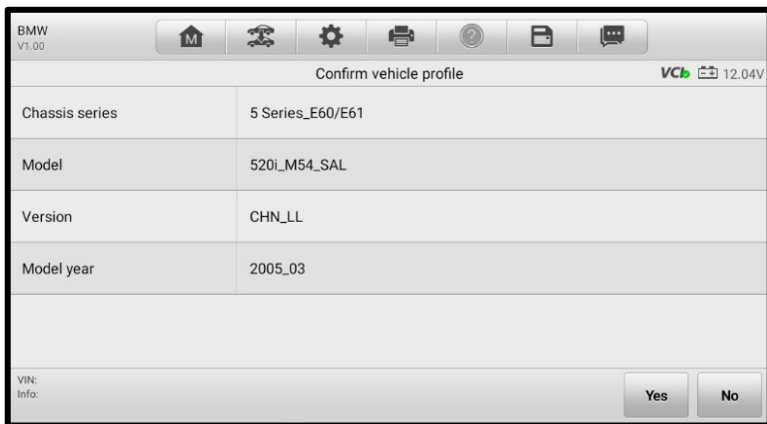 BMW
V1.00
M
?
Confirm vehicle profile
VCI
12.04V
Chassis series
5 Series_E60/E61
Model
520i_M54_SAL
Version
CHN_LL
Model year
2005_03
VIN:
Info:
Yes
No